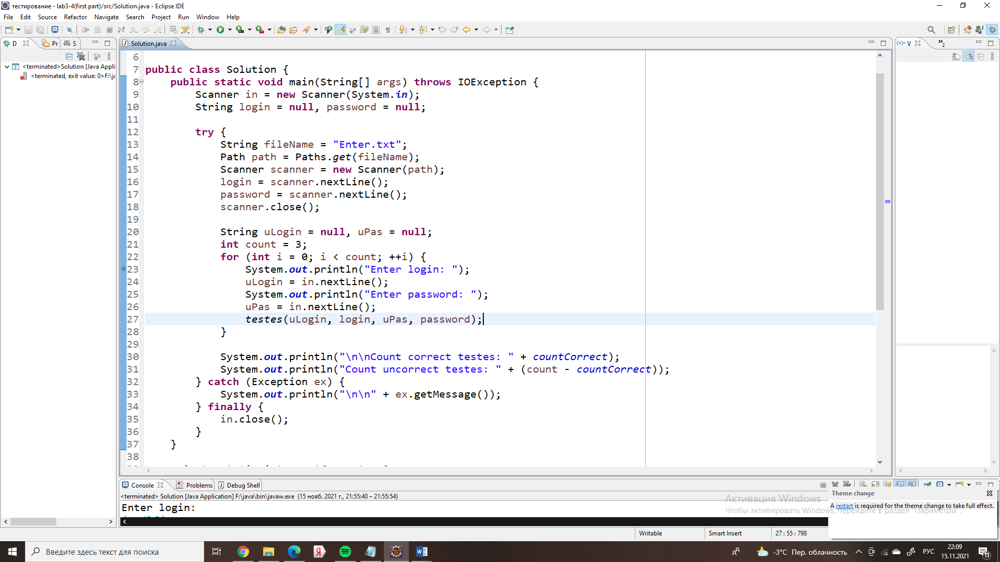 тестирование - lab3-4(first part)/src/Solution.java - Eclipse IDE
File Edit Source Refactor Navigate Search Project Run Window Help
D Pr S
<terminated>Solution [Java Appli
<terminated, exit value: 0>F:\ja
Solution.java
6
7 public class Solution {
8 public static void main(String[] args) throws IOException {
9 Scanner in = new Scanner(System.in);
10 String login = null, password = null;
11
12 try {
13 String fileName = "Enter.txt";
14 Path path = Paths.get(fileName);
15 Scanner scanner = new Scanner(path);
16 login = scanner.nextLine();
17 password = scanner.nextLine();
18 scanner.close();
19
20 String uLogin = null, uPas = null;
21 int count = 3;
22 for (int i = 0; i < count; ++i) {
23 System.out.println("Enter login: ");
24 uLogin = in.nextLine();
25 System.out.println("Enter password: ");
26 uPas = in.nextLine();
27 testes(uLogin, login, uPas, password);
28 }
29
30 System.out.println("\n\nCount correct testes: " + countCorrect);
31 System.out.println("Count uncorrect testes: " + (count - countCorrect));
32 } catch (Exception ex) {
33 System.out.println("\n\n" + ex.getMessage());
34 } finally {
35 in.close();
36 }
37 }
38
(x)= V
2
Console Problems Debug Shell
<terminated> Solution [Java Application] F:\java\bin\javaw.exe (15 нояб. 2021 г., 21:55:40 – 21:55:54)
Enter login:
Активация Windows
Чтобы активировать Windows, перейдите в раздел "Параметры".
Theme change
A restart is required for the theme change to take full effect.
Writable Smart Insert 27 : 55 : 798
Введите здесь текст для поиска
-3°C Пер. облачность
РУС
22:09
15.11.2021
11